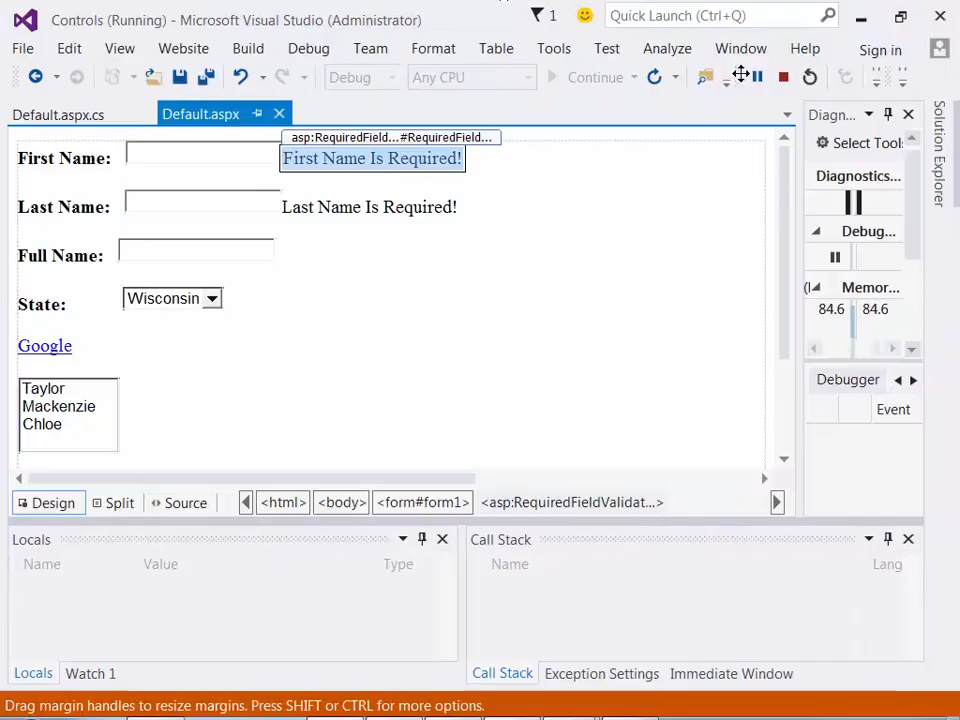 Controls (Running) - Microsoft Visual Studio (Administrator)
1
Quick Launch (Ctrl+Q)
File Edit View Website Build Debug Team Format Table Tools Test Analyze Window Help Sign in
Debug Any CPU Continue
Default.aspx.cs Default.aspx
asp:RequiredField...#RequiredField...
First Name: First Name Is Required!
Last Name: Last Name Is Required!
Full Name:
State: Wisconsin
Google
Taylor
Mackenzie
Chloe
Design Split Source <html> <body> <form#form1> <asp:RequiredFieldValidat...>
Diagn...
Select Tools
Diagnostics...
Debug...
Memor...
84.6 84.6
Debugger
Event
Solution Explorer
Locals
Name Value Type
Locals Watch 1
Call Stack
Name Lang
Call Stack Exception Settings Immediate Window
Drag margin handles to resize margins. Press SHIFT or CTRL for more options.